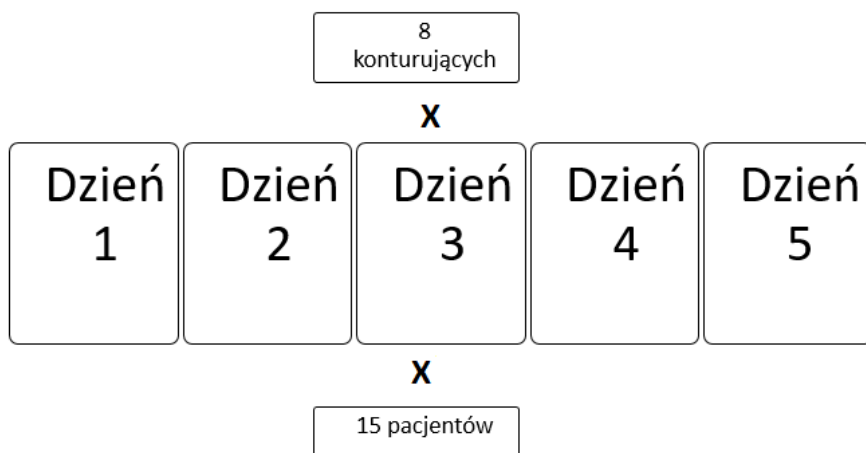 8
konturujących
X
Dzień Dzień Dzień Dzień Dzień
1 2 3 4 5
X
15 pacjentów